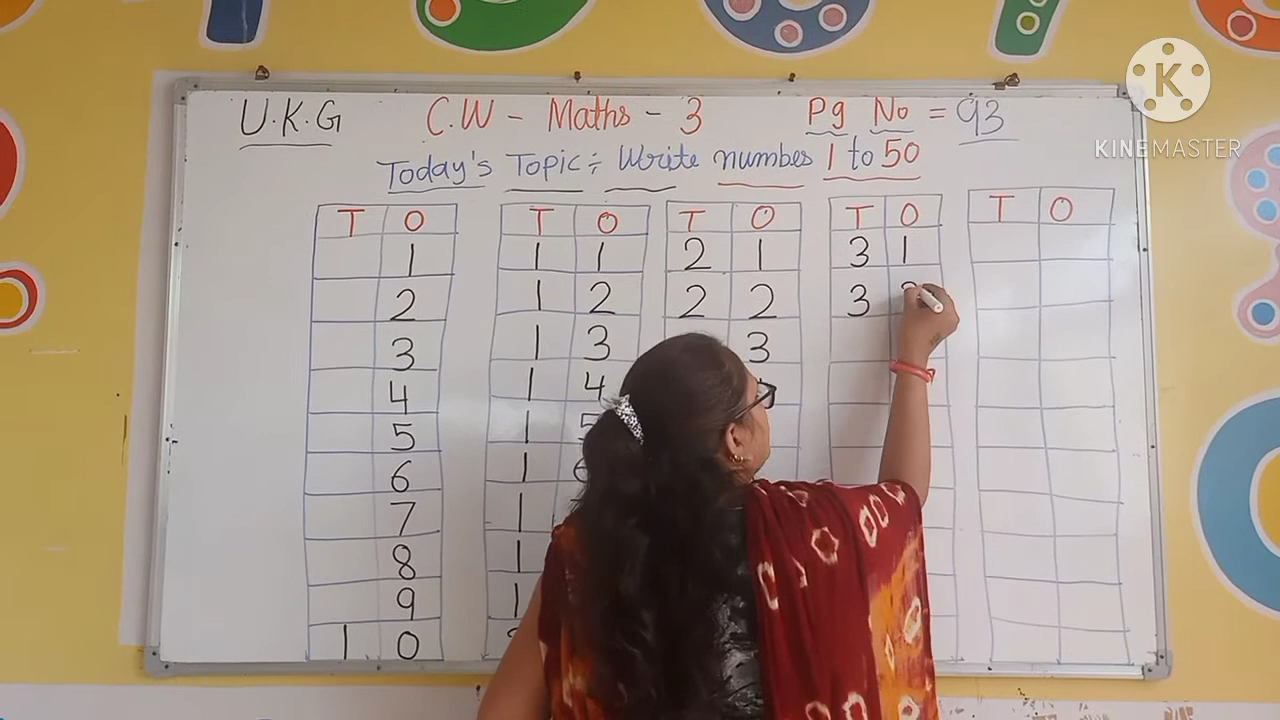 U.K.G C.W - Maths - 3 Pg No = 93
Today's Topic ÷ Write numbes 1 to 50
T O T O T O T O T O
1 1 1 2 1 3 1
2 1 2 2 2 3
3 1 3 3
4 1 4
5 1
6 1
7 1
8 1
9 1
1 0
K
KINEMASTER